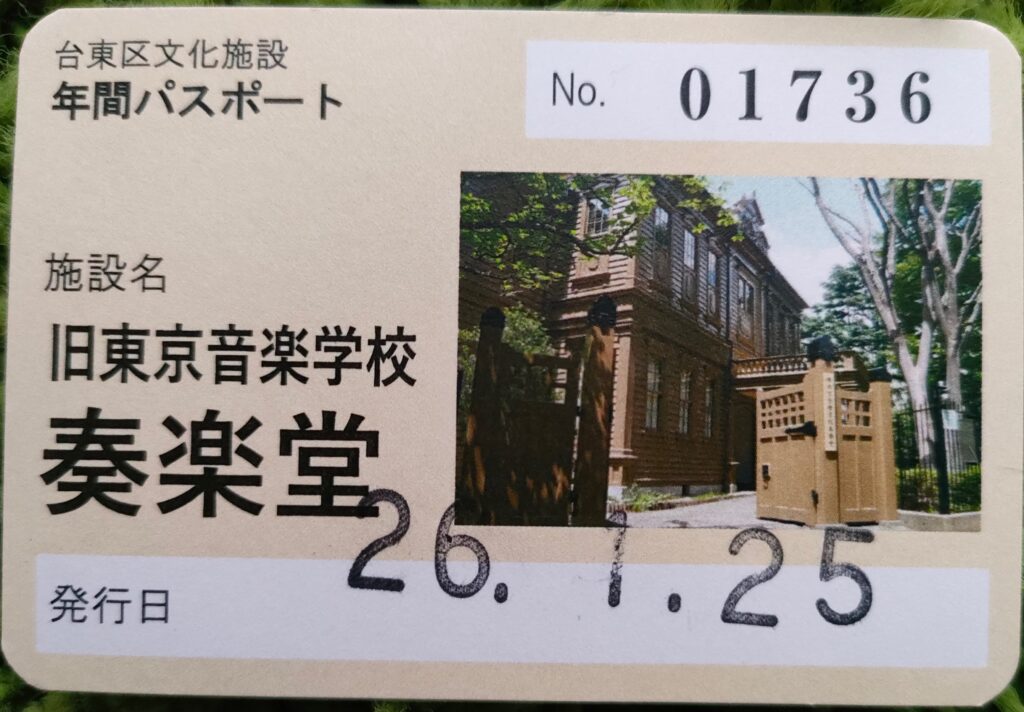 台東区文化施設
年間パスポート
No. 01736
施設名
旧東京音楽学校
奏楽堂
発行日
26.1.25